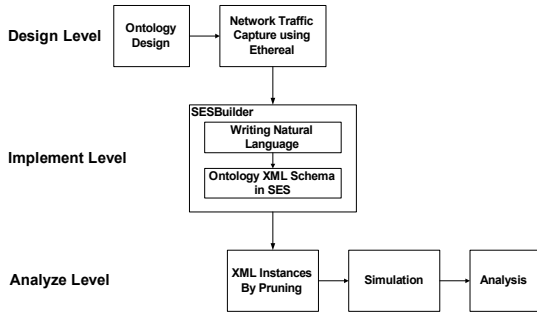 Design Level
Ontology
Design
Network Traffic
Capture using
Ethereal
Implement Level
SESBuilder
Writing Natural
Language
Ontology XML Schema
in SES
Analyze Level
XML Instances
By Pruning
Simulation
Analysis